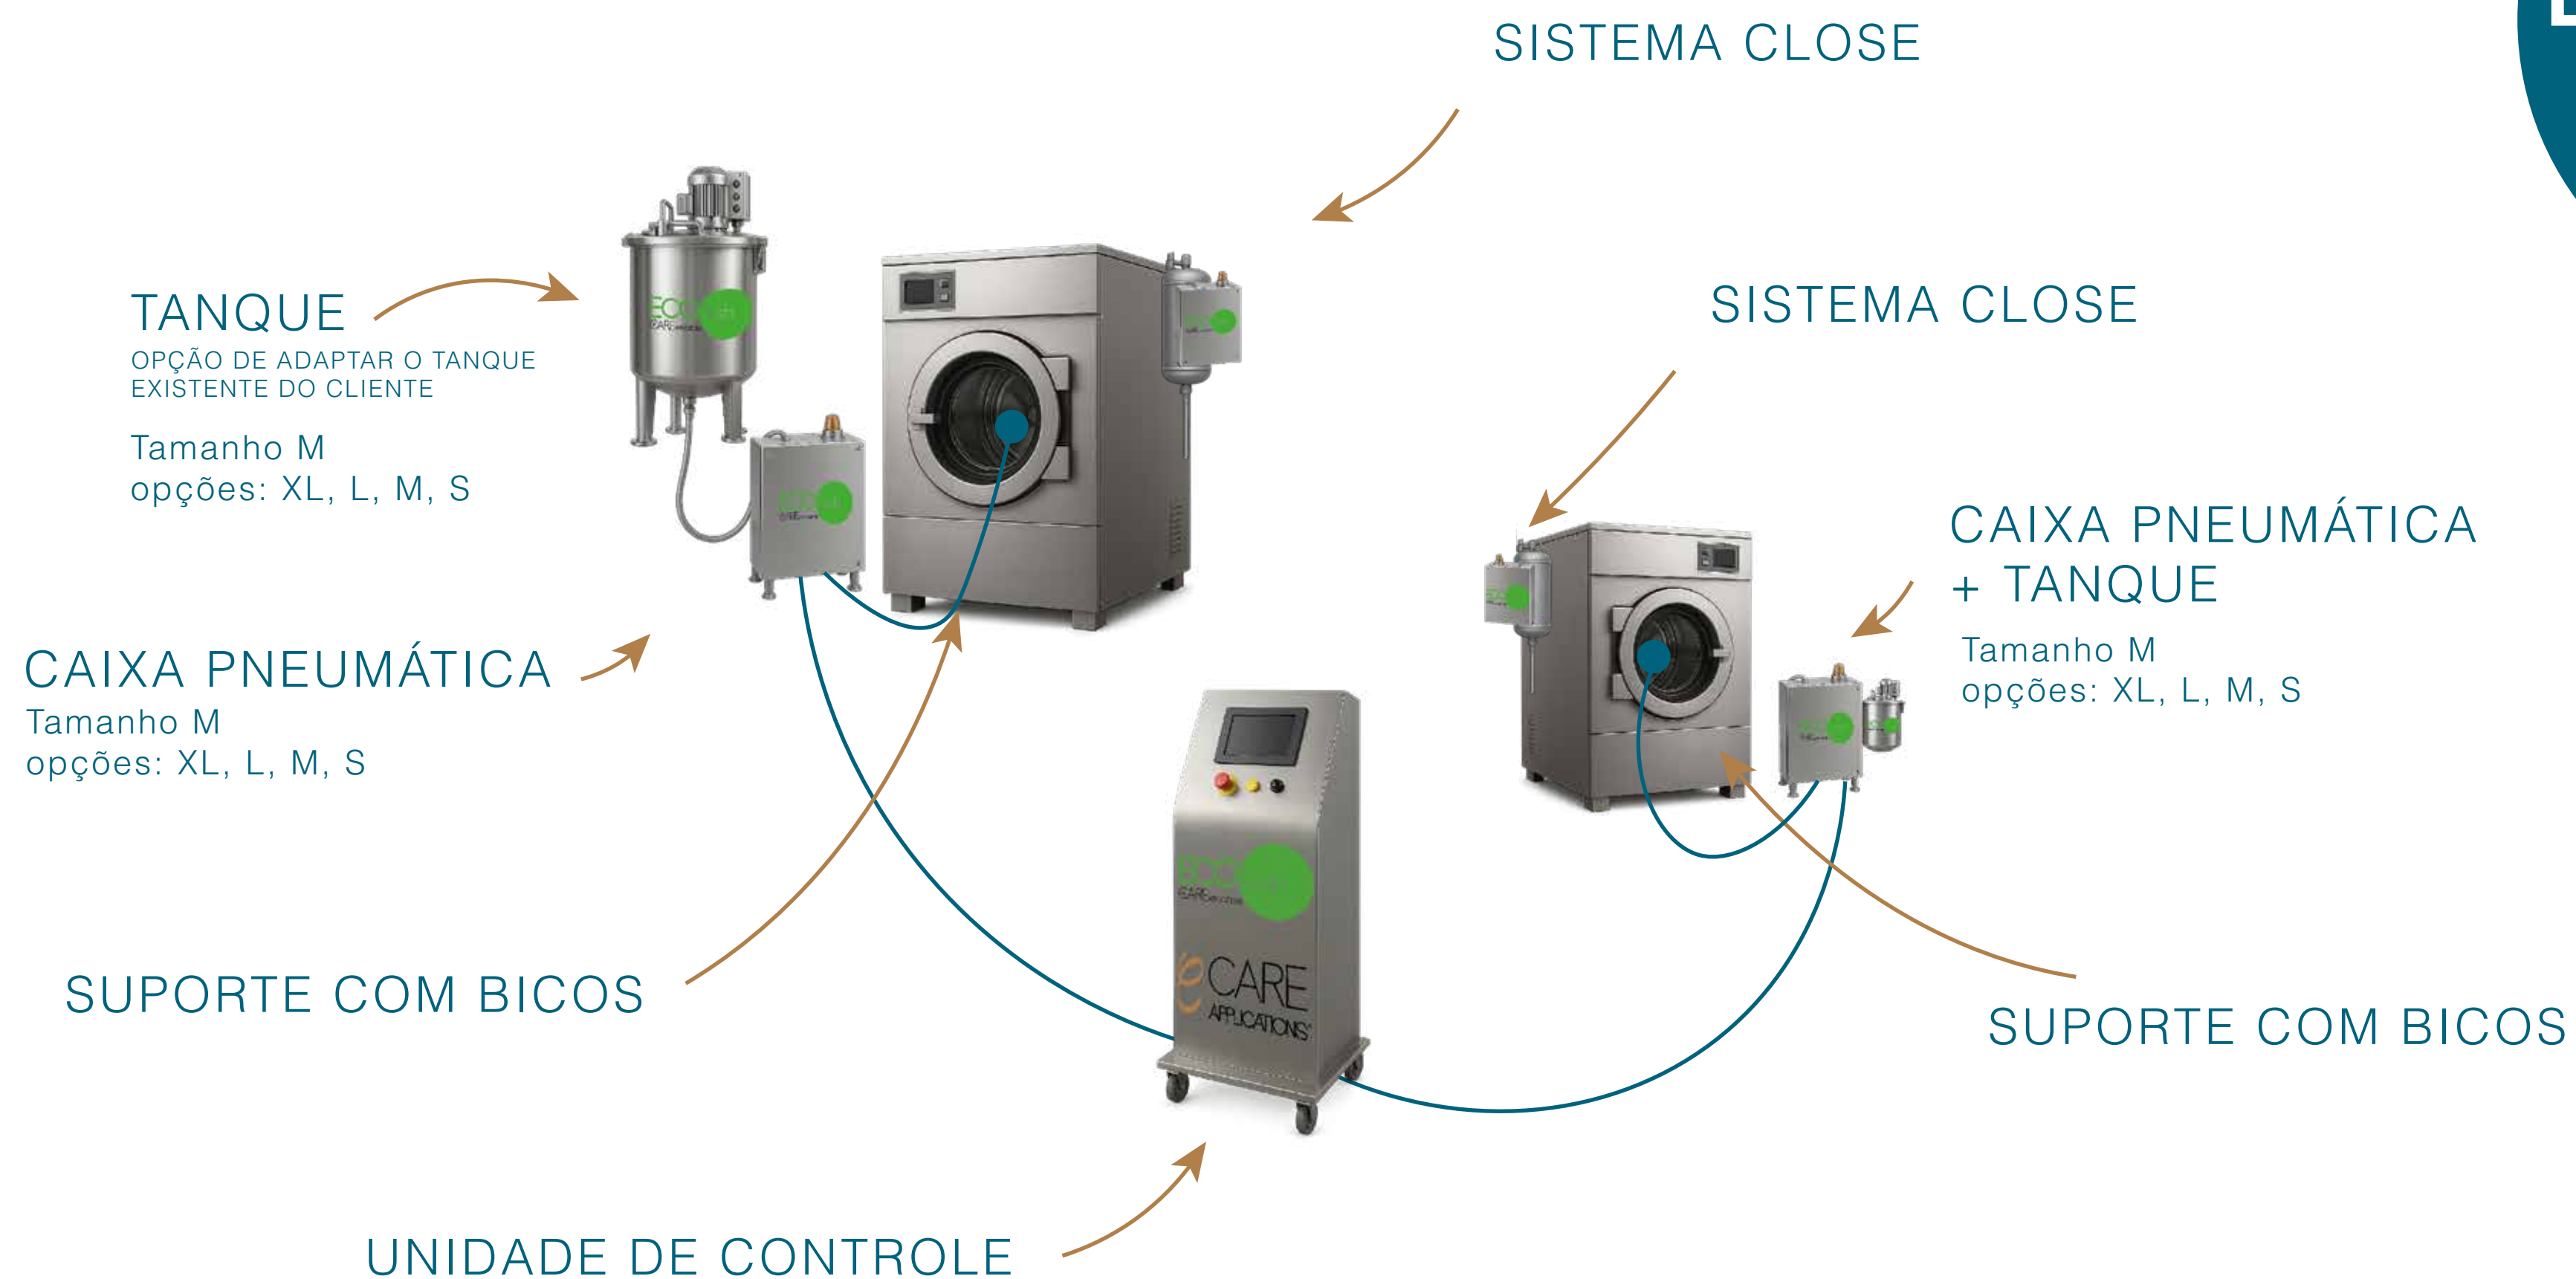 SISTEMA CLOSE
SISTEMA CLOSE
TANQUE
OPÇÃO DE ADAPTAR O TANQUE
EXISTENTE DO CLIENTE
Tamanho M
opções: XL, L, M, S
CAIXA PNEUMÁTICA
+ TANQUE
Tamanho M
opções: XL, L, M, S
CAIXA PNEUMÁTICA
Tamanho M
opções: XL, L, M, S
SUPORTE COM BICOS
ECO
e CARE
APPLICATIONS
SUPORTE COM BICOS
UNIDADE DE CONTROLE